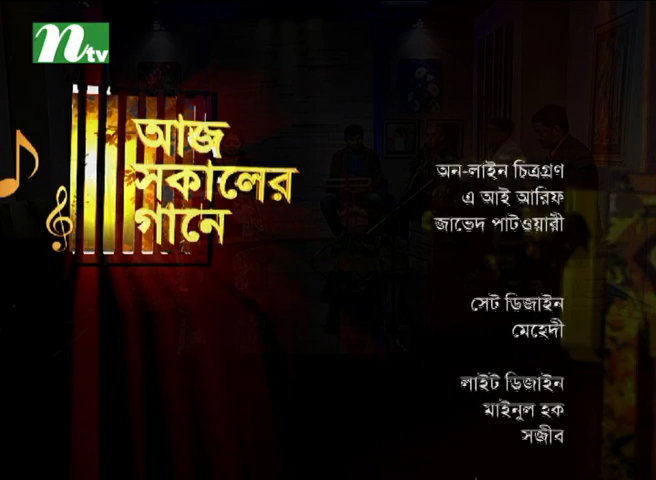 ntv
আজ
সকালের
গানে
অন-লাইন চিত্রগ্রণ
এ আই আরিফ
জাভেদ পাটওয়ারী
সেট ডিজাইন
মেহেদী
লাইট ডিজাইন
মাইনুল হক
সজীব